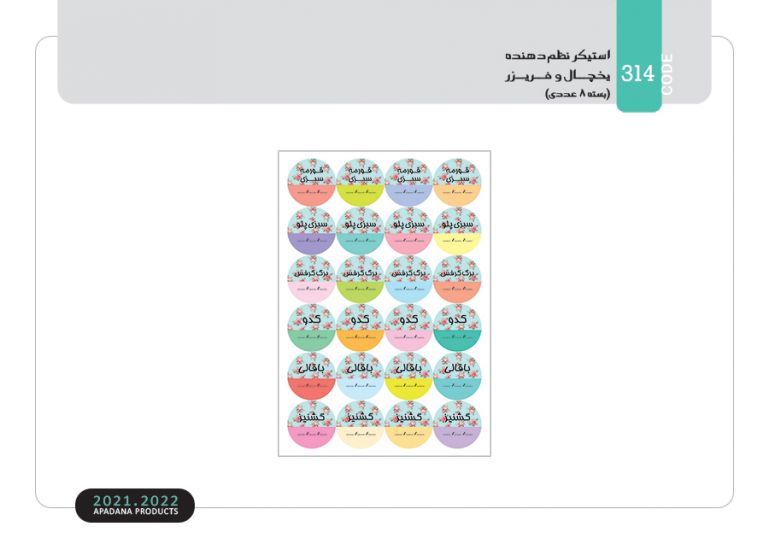 استیکر نظم دهنده
یخچال و فریزر
(بسته ۸ عددی)
314
CODE
قورمه سبزی قورمه سبزی قورمه سبزی قورمه سبزی
سبزی پلو سبزی پلو سبزی پلو سبزی پلو
برگ کرفس برگ کرفس برگ کرفس برگ کرفس
کدو کدو کدو کدو
باقالی باقالی باقالی باقالی
گشنیز گشنیز گشنیز گشنیز
2021.2022
APADANA PRODUCTS